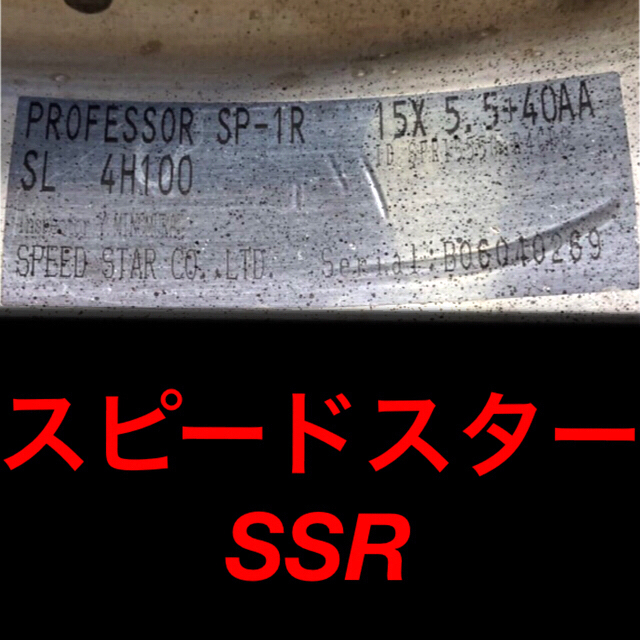 PROFESSOR SP-1R 15X 5.5+40AA
SL 4H100
SPEED STAR CO.,LTD. Serial:B06040269
スピードスター
SSR